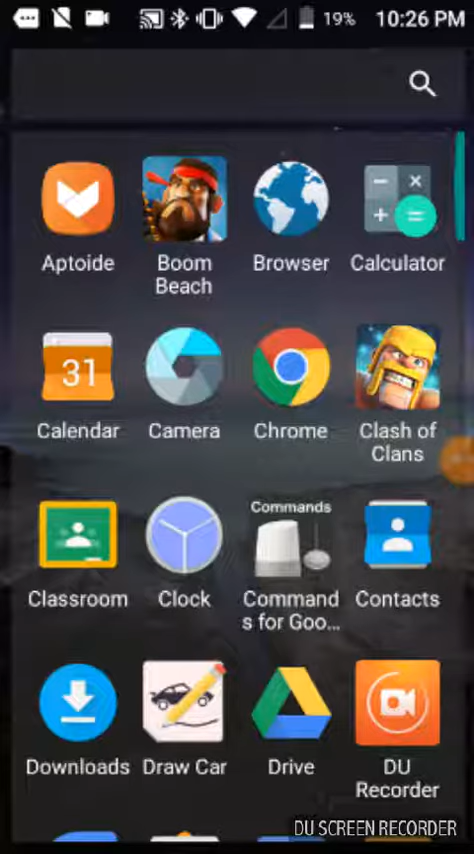 19% 10:26 PM
Aptoide
Boom
Beach
Browser
Calculator
31
Calendar
Camera
Chrome
Clash of
Clans
Classroom
Clock
Commands
Command
s for Goo...
Contacts
Downloads
Draw Car
Drive
DU
Recorder
DU SCREEN RECORDER